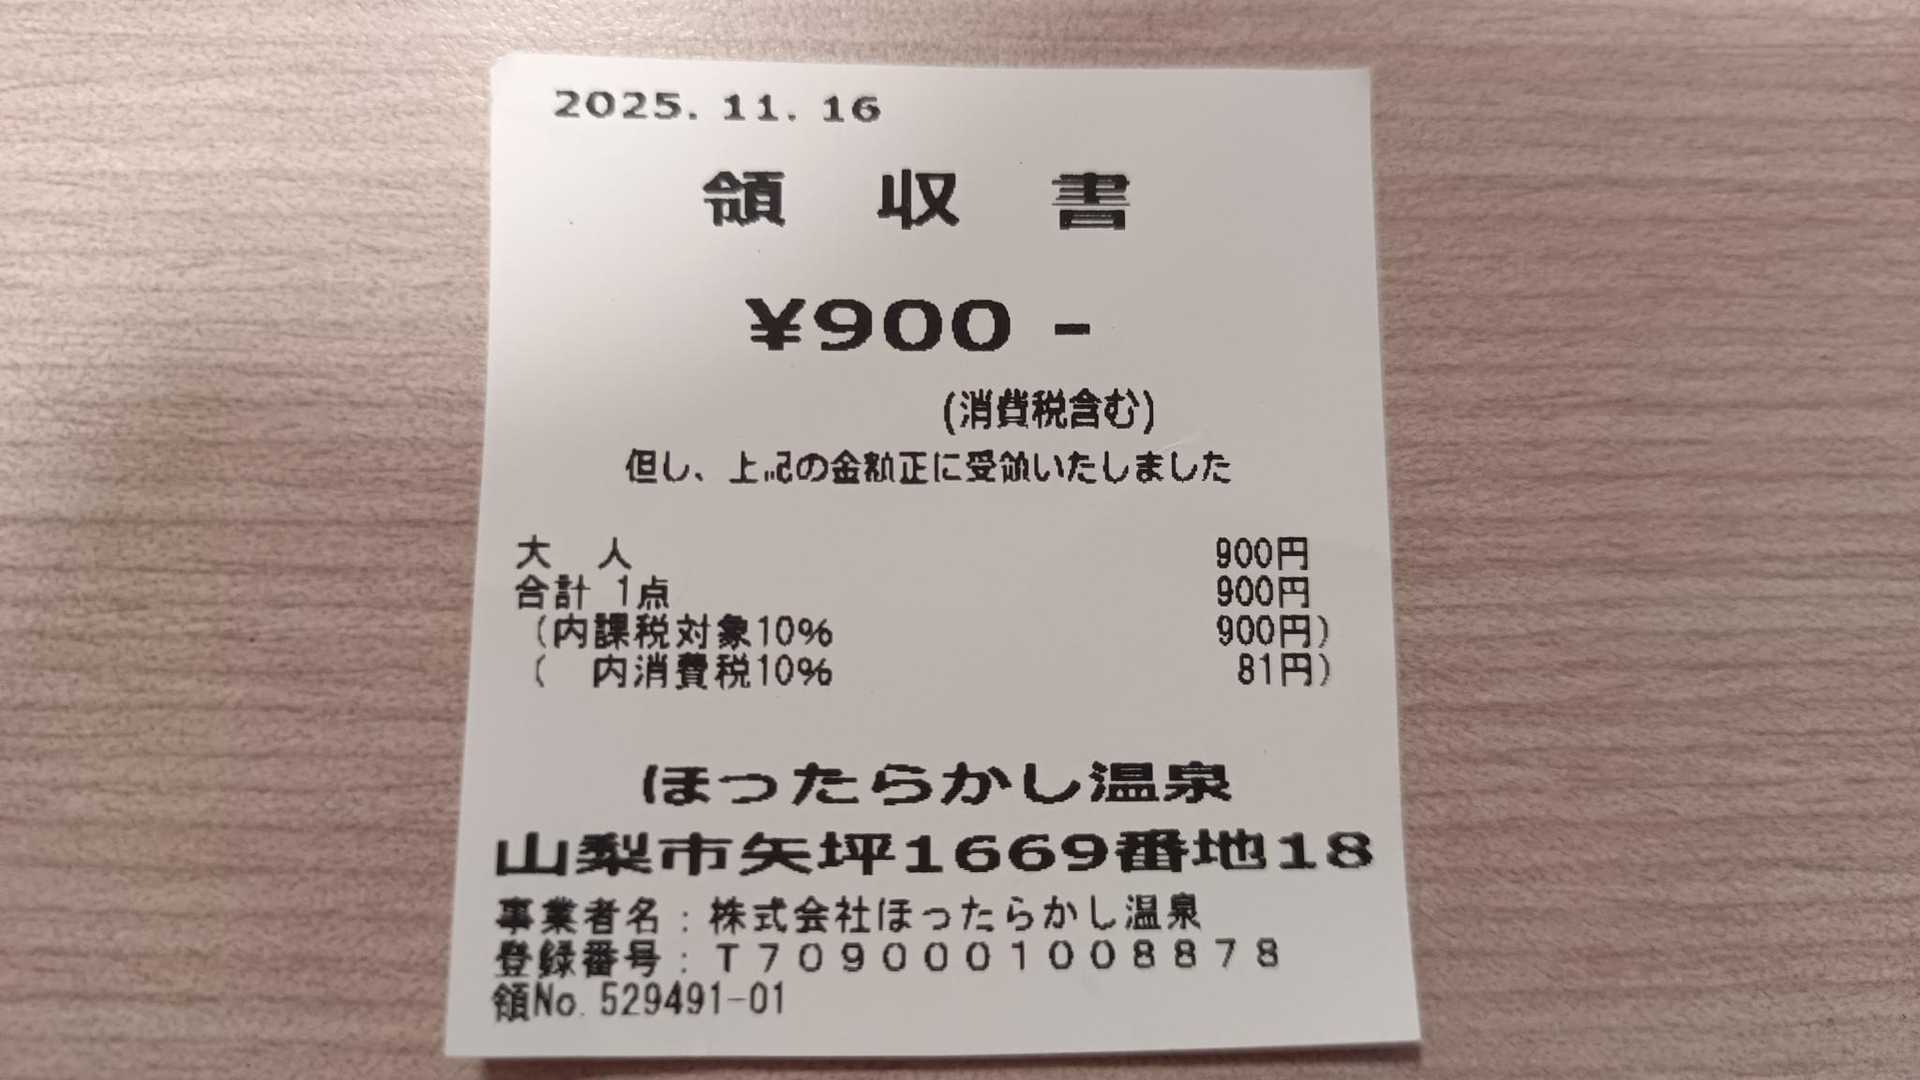 2025.11.16
領収書
¥900-
(消費税含む)
但し、上記の金額正に受領いたしました
大 人 900円
合計 1点 900円
(内課税対象10% 900円)
( 内消費税10% 81円)
ほったらかし温泉
山梨市矢坪1669番地18
事業者名:株式会社ほったらかし温泉
登録番号:T7090001008878
領No.529491-01